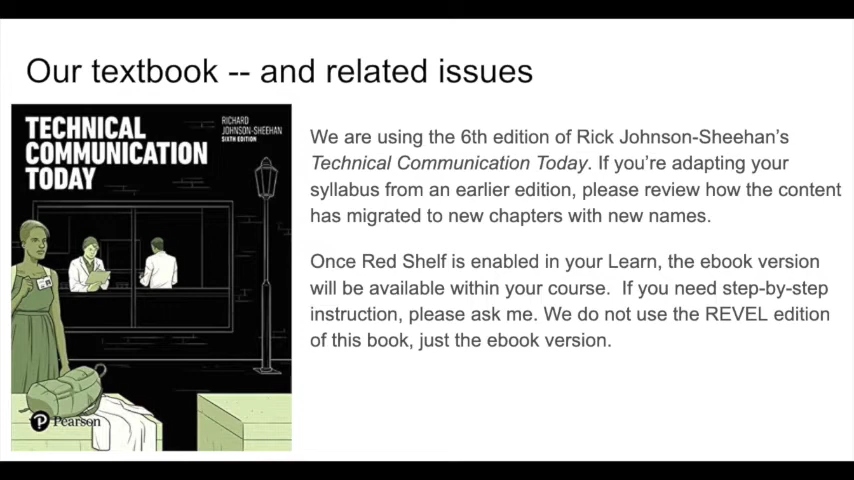 Our textbook -- and related issues
TECHNICAL
COMMUNICATION
TODAY
RICHARD
JOHNSON-SHEEHAN
SIXTH EDITION
Pearson
We are using the 6th edition of Rick Johnson-Sheehan’s
Technical Communication Today. If you’re adapting your
syllabus from an earlier edition, please review how the content
has migrated to new chapters with new names.
Once Red Shelf is enabled in your Learn, the ebook version
will be available within your course.  If you need step-by-step
instruction, please ask me. We do not use the REVEL edition
of this book, just the ebook version.